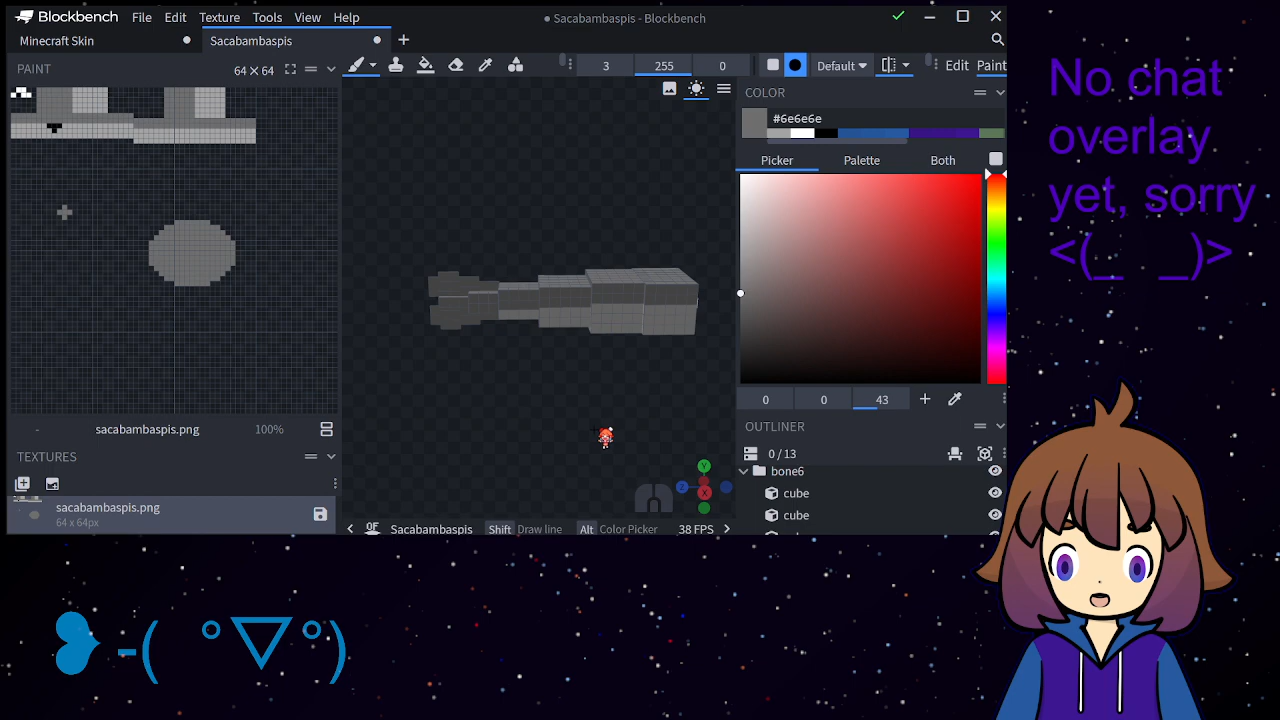 Blockbench File Edit Texture Tools View Help Sacabambaspis - Blockbench
Minecraft Skin Sacabambaspis
PAINT 64×64
3 255 0 Default Edit Paint
COLOR
#6e6e6e
Picker Palette Both
0 0 43
- sacabambaspis.png 100%
OUTLINER
0 / 13
bone6
cube
cube
TEXTURES
sacabambaspis.png
64 x 64px
Z
Y
X
Sacabambaspis Shift Draw line Alt Color Picker 38 FPS
No chat
overlay
yet, sorry
<(_ _)>
❥-( °▽°)